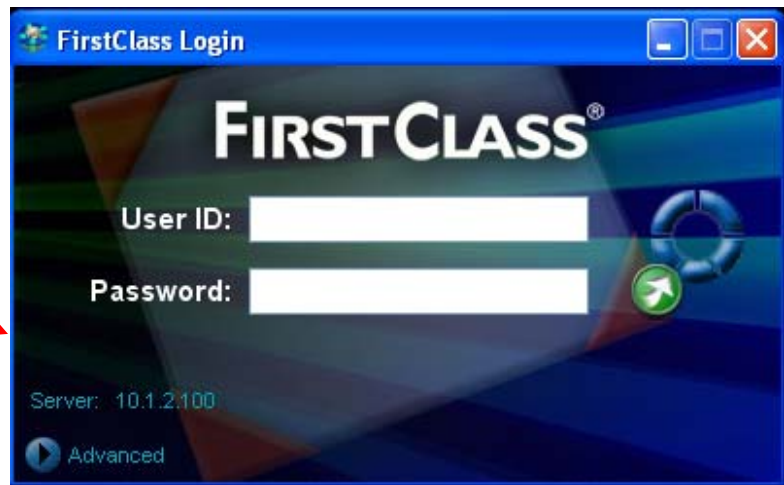 FirstClass Login
FIRSTCLASS®
User ID:
Password:
Server: 10.1.2.100
Advanced